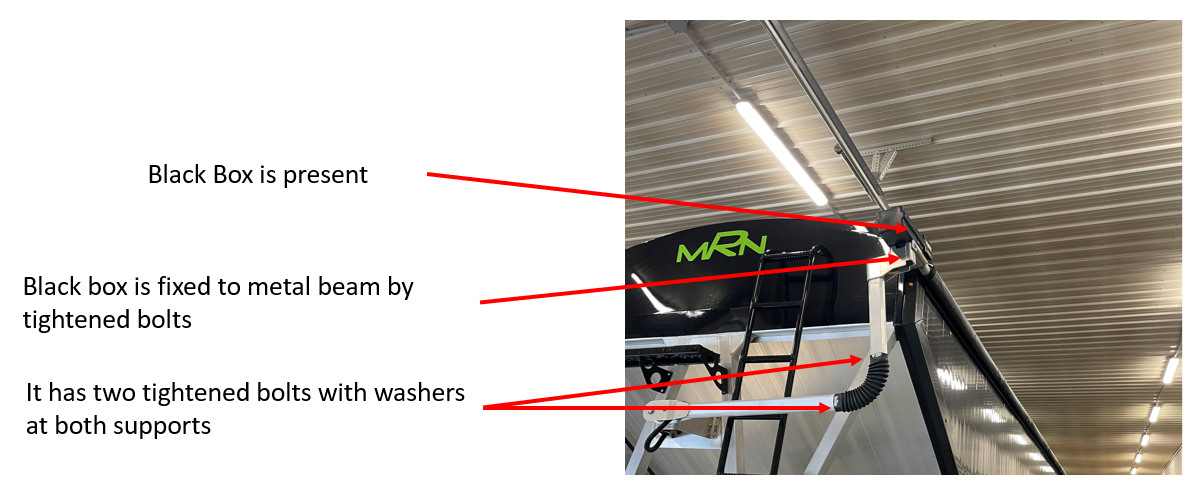 Black Box is present
MRN
Black box is fixed to metal beam by
tightened bolts
It has two tightened bolts with washers
at both supports